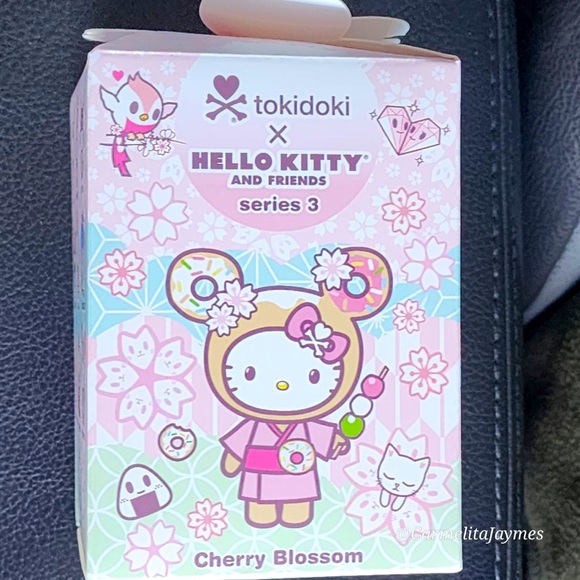 tokidoki
X
HELLO KITTY®
AND FRIENDS
series 3
Cherry Blossom
@CarmelitaJaymes